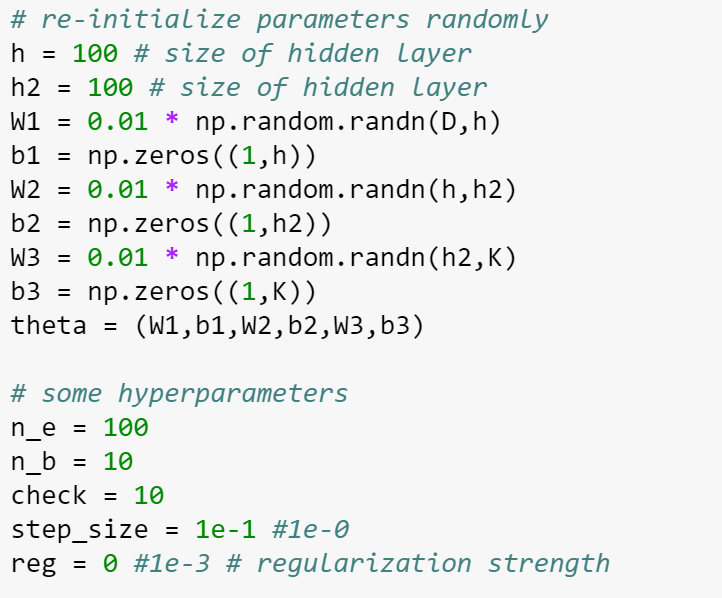 # re-initialize parameters randomly
h = 100 # size of hidden layer
h2 = 100 # size of hidden layer
W1 = 0.01 * np.random.randn(D,h)
b1 = np.zeros((1,h))
W2 = 0.01 * np.random.randn(h,h2)
b2 = np.zeros((1,h2))
W3 = 0.01 * np.random.randn(h2,K)
b3 = np.zeros((1,K))
theta = (W1,b1,W2,b2,W3,b3)

# some hyperparameters
n_e = 100
n_b = 10
check = 10
step_size = 1e-1 #1e-0
reg = 0 #1e-3 # regularization strength